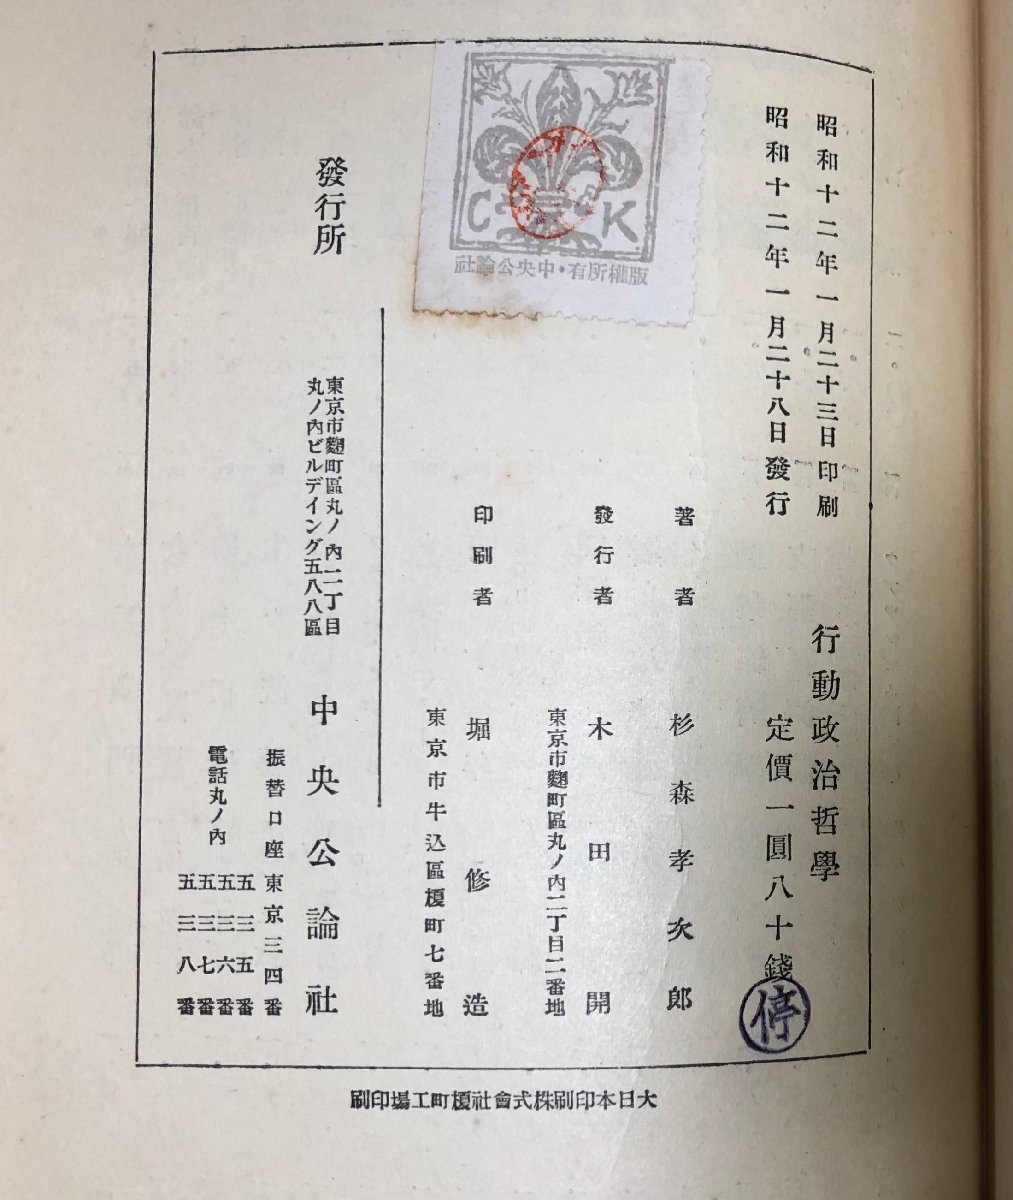 昭和十二年一月二十三日印刷
昭和十二年一月二十八日發行
行動政治哲學
定價一圓八十錢
停
著者
杉森孝次郎
發行者
木田開
東京市麴町區丸ノ內二丁目二番地
印刷者
堀修造
東京市牛込區榎町七番地
C K
版權所有・中央公論社
發行所
東京市麴町區丸ノ內二丁目
丸ノ內ビルデイング五八八區
中央公論社
振替口座東京三四番
電話丸ノ內
五三五番
五三六番
五三七番
五三八番
大日本印刷株式會社榎町工場印刷